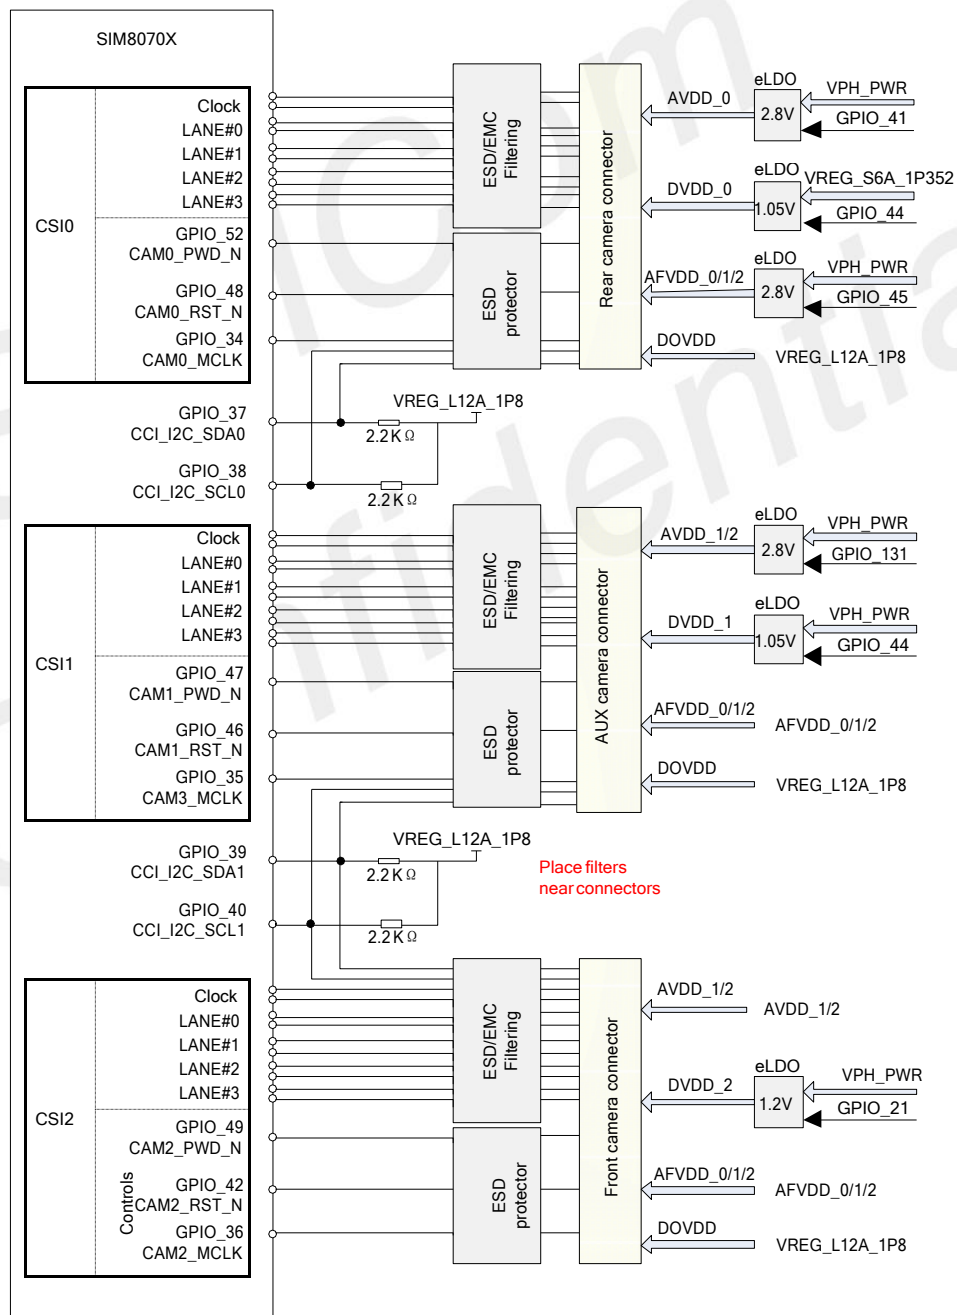 SIM8070X
CSI0
Clock
LANE#0
LANE#1
LANE#2
LANE#3
GPIO_52
CAM0_PWD_N
GPIO_48
CAM0_RST_N
GPIO_34
CAM0_MCLK
ESD/EMC
Filtering
ESD
protector
Rear camera connector
AVDD_0
eLDO
2.8V
VPH_PWR
GPIO_41
DVDD_0
eLDO
1.05V
VREG_S6A_1P352
GPIO_44
AFVDD_0/1/2
eLDO
2.8V
VPH_PWR
GPIO_45
DOVDD
VREG_L12A_1P8
GPIO_37
CCI_I2C_SDA0
VREG_L12A_1P8
2.2KΩ
GPIO_38
CCI_I2C_SCL0
2.2KΩ
CSI1
Clock
LANE#0
LANE#1
LANE#2
LANE#3
GPIO_47
CAM1_PWD_N
GPIO_46
CAM1_RST_N
GPIO_35
CAM3_MCLK
ESD/EMC
Filtering
ESD
protector
AUX camera connector
AVDD_1/2
eLDO
2.8V
VPH_PWR
GPIO_131
DVDD_1
eLDO
1.05V
VPH_PWR
GPIO_44
AFVDD_0/1/2
AFVDD_0/1/2
DOVDD
VREG_L12A_1P8
GPIO_39
CCI_I2C_SDA1
VREG_L12A_1P8
2.2KΩ
GPIO_40
CCI_I2C_SCL1
2.2KΩ
Place filters
near connectors
CSI2
Clock
LANE#0
LANE#1
LANE#2
LANE#3
Controls
GPIO_49
CAM2_PWD_N
GPIO_42
CAM2_RST_N
GPIO_36
CAM2_MCLK
ESD/EMC
Filtering
ESD
protector
Front camera connector
AVDD_1/2
AVDD_1/2
DVDD_2
eLDO
1.2V
VPH_PWR
GPIO_21
AFVDD_0/1/2
AFVDD_0/1/2
DOVDD
VREG_L12A_1P8